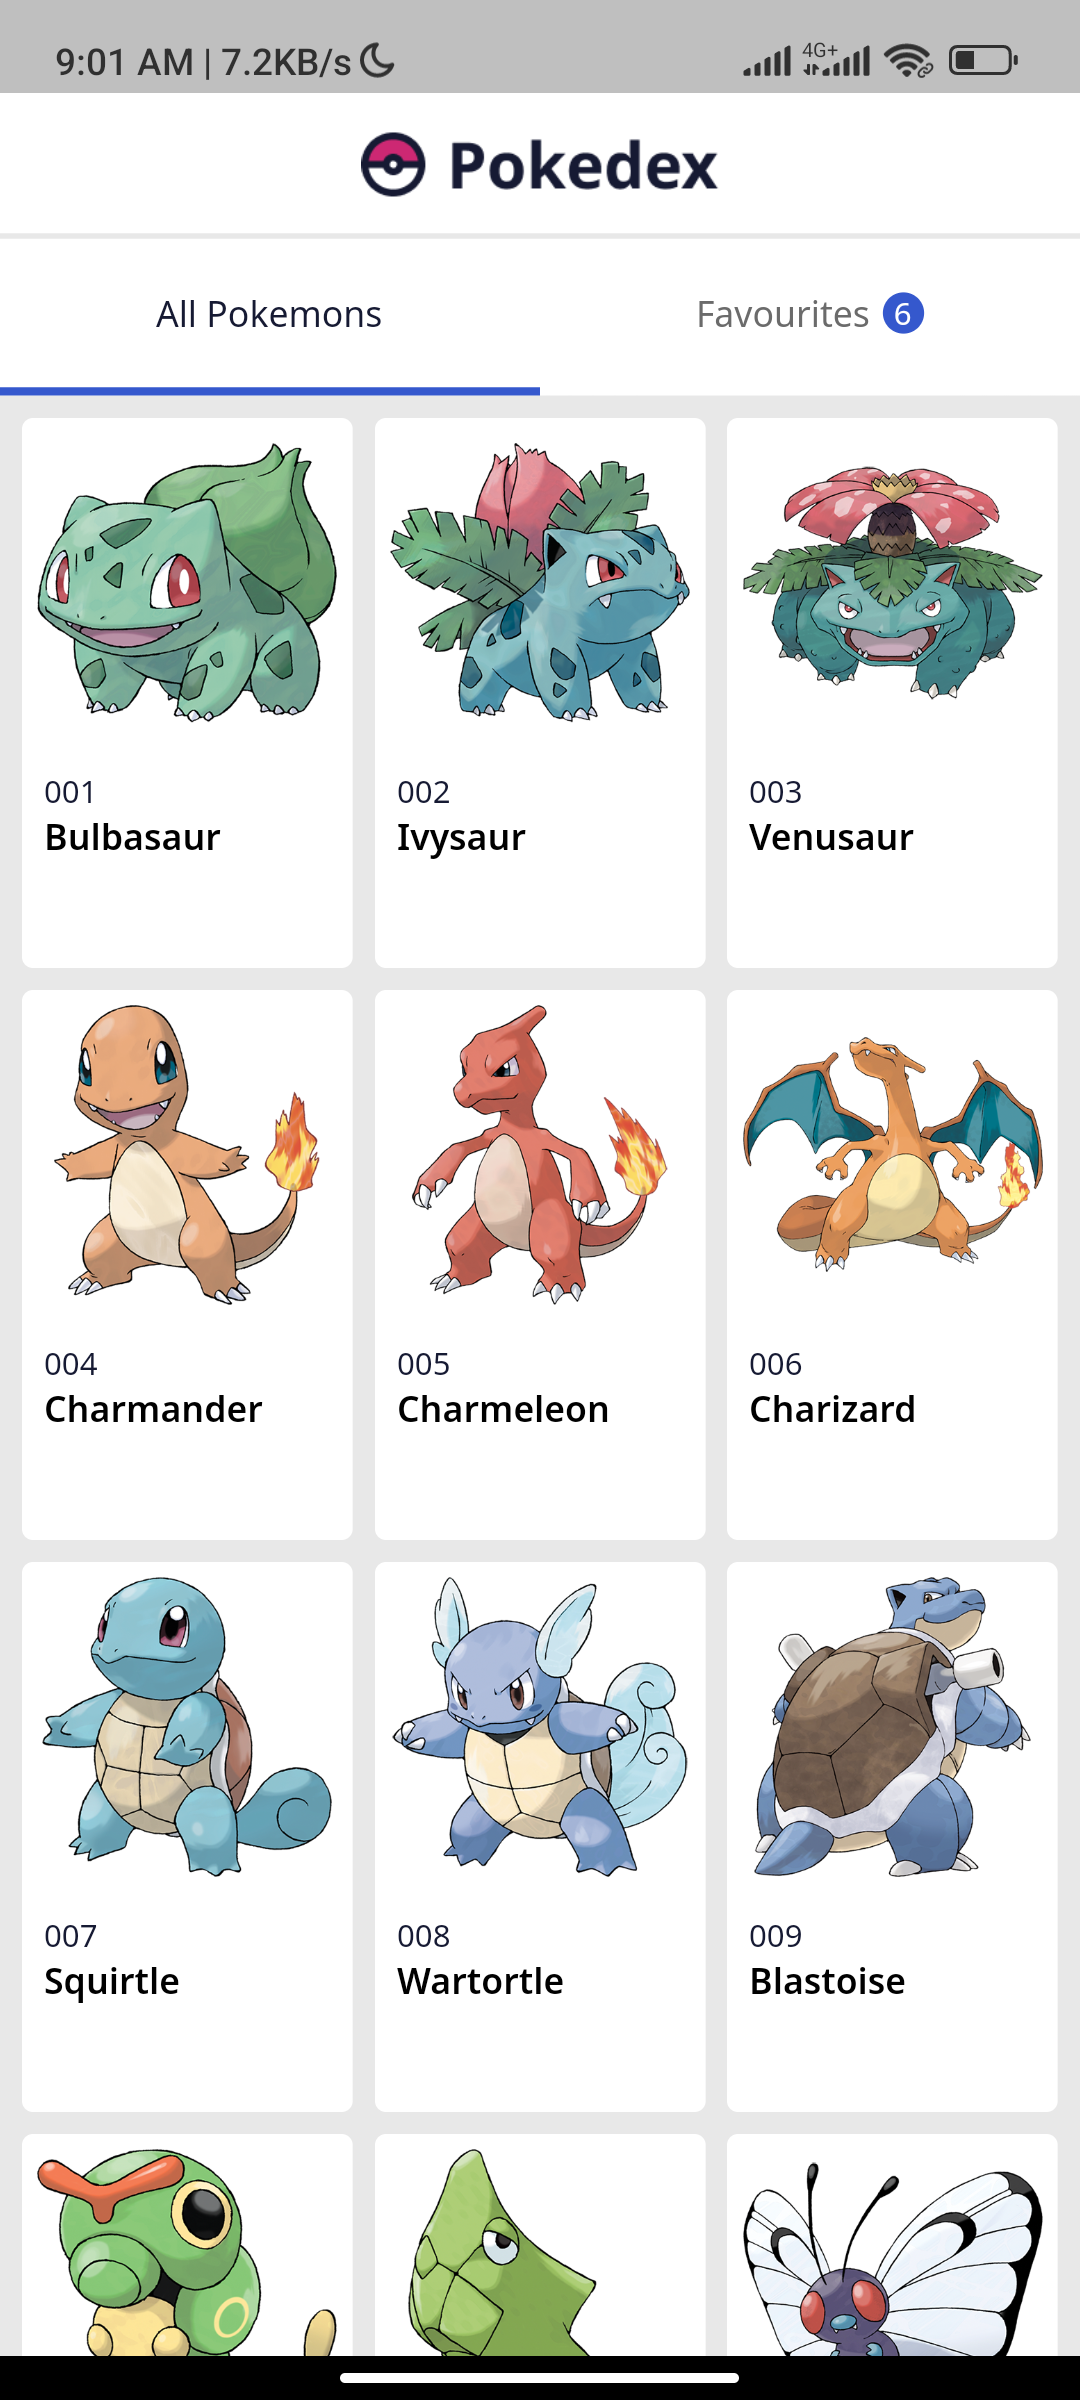 9:01 AM | 7.2KB/s
4G+
Pokedex
All Pokemons
Favourites 6
001
Bulbasaur
002
Ivysaur
003
Venusaur
004
Charmander
005
Charmeleon
006
Charizard
007
Squirtle
008
Wartortle
009
Blastoise